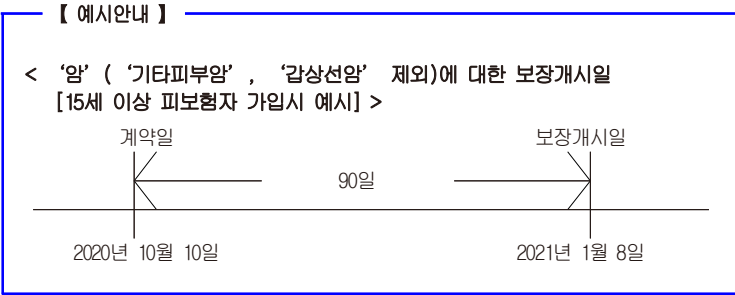 【 예시안내 】
< ‘암’ ( ‘기타피부암’ , ‘갑상선암’ 제외)에 대한 보장개시일
[15세 이상 피보험자 가입시 예시] >
계약일 보장개시일
90일
2020년 10월 10일 2021년 1월 8일